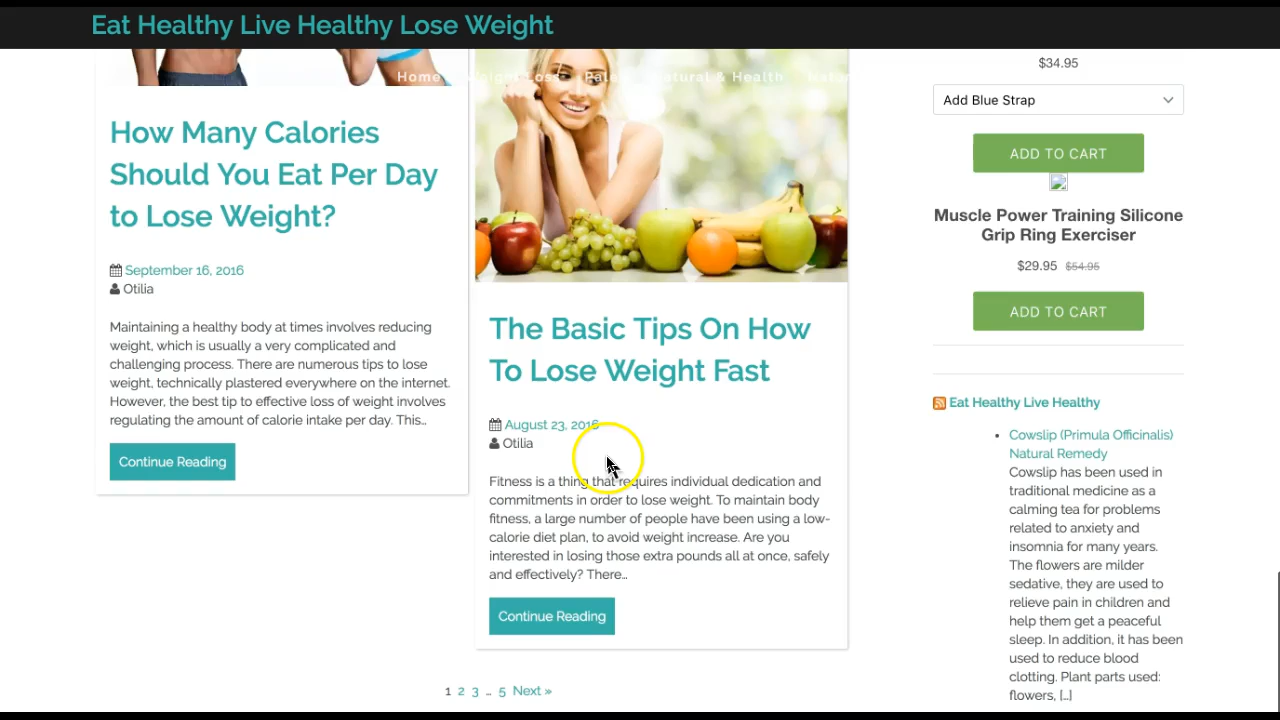 Eat Healthy Live Healthy Lose Weight
Home Weight Loss Paleo Natural & Health
How Many Calories
Should You Eat Per Day
to Lose Weight?
September 16, 2016
Otilia
Maintaining a healthy body at times involves reducing
weight, which is usually a very complicated and
challenging process. There are numerous tips to lose
weight, technically plastered everywhere on the internet.
However, the best tip to effective loss of weight involves
regulating the amount of calorie intake per day. This...
Continue Reading
The Basic Tips On How
To Lose Weight Fast
August 23, 2016
Otilia
Fitness is a thing that requires individual dedication and
commitments in order to lose weight. To maintain body
fitness, a large number of people have been using a low-
calorie diet plan, to avoid weight increase. Are you
interested in losing those extra pounds all at once, safely
and effectively? There...
Continue Reading
1 2 3 ... 5 Next »
$34.95
Add Blue Strap
ADD TO CART
Muscle Power Training Silicone
Grip Ring Exerciser
$29.95 $54.95
ADD TO CART
Eat Healthy Live Healthy
• Cowslip (Primula Officinalis)
Natural Remedy
Cowslip has been used in
traditional medicine as a
calming tea for problems
related to anxiety and
insomnia for many years.
The flowers are milder
sedative, they are used to
relieve pain in children and
help them get a peaceful
sleep. In addition, it has been
used to reduce blood
clotting. Plant parts used:
flowers, [...]